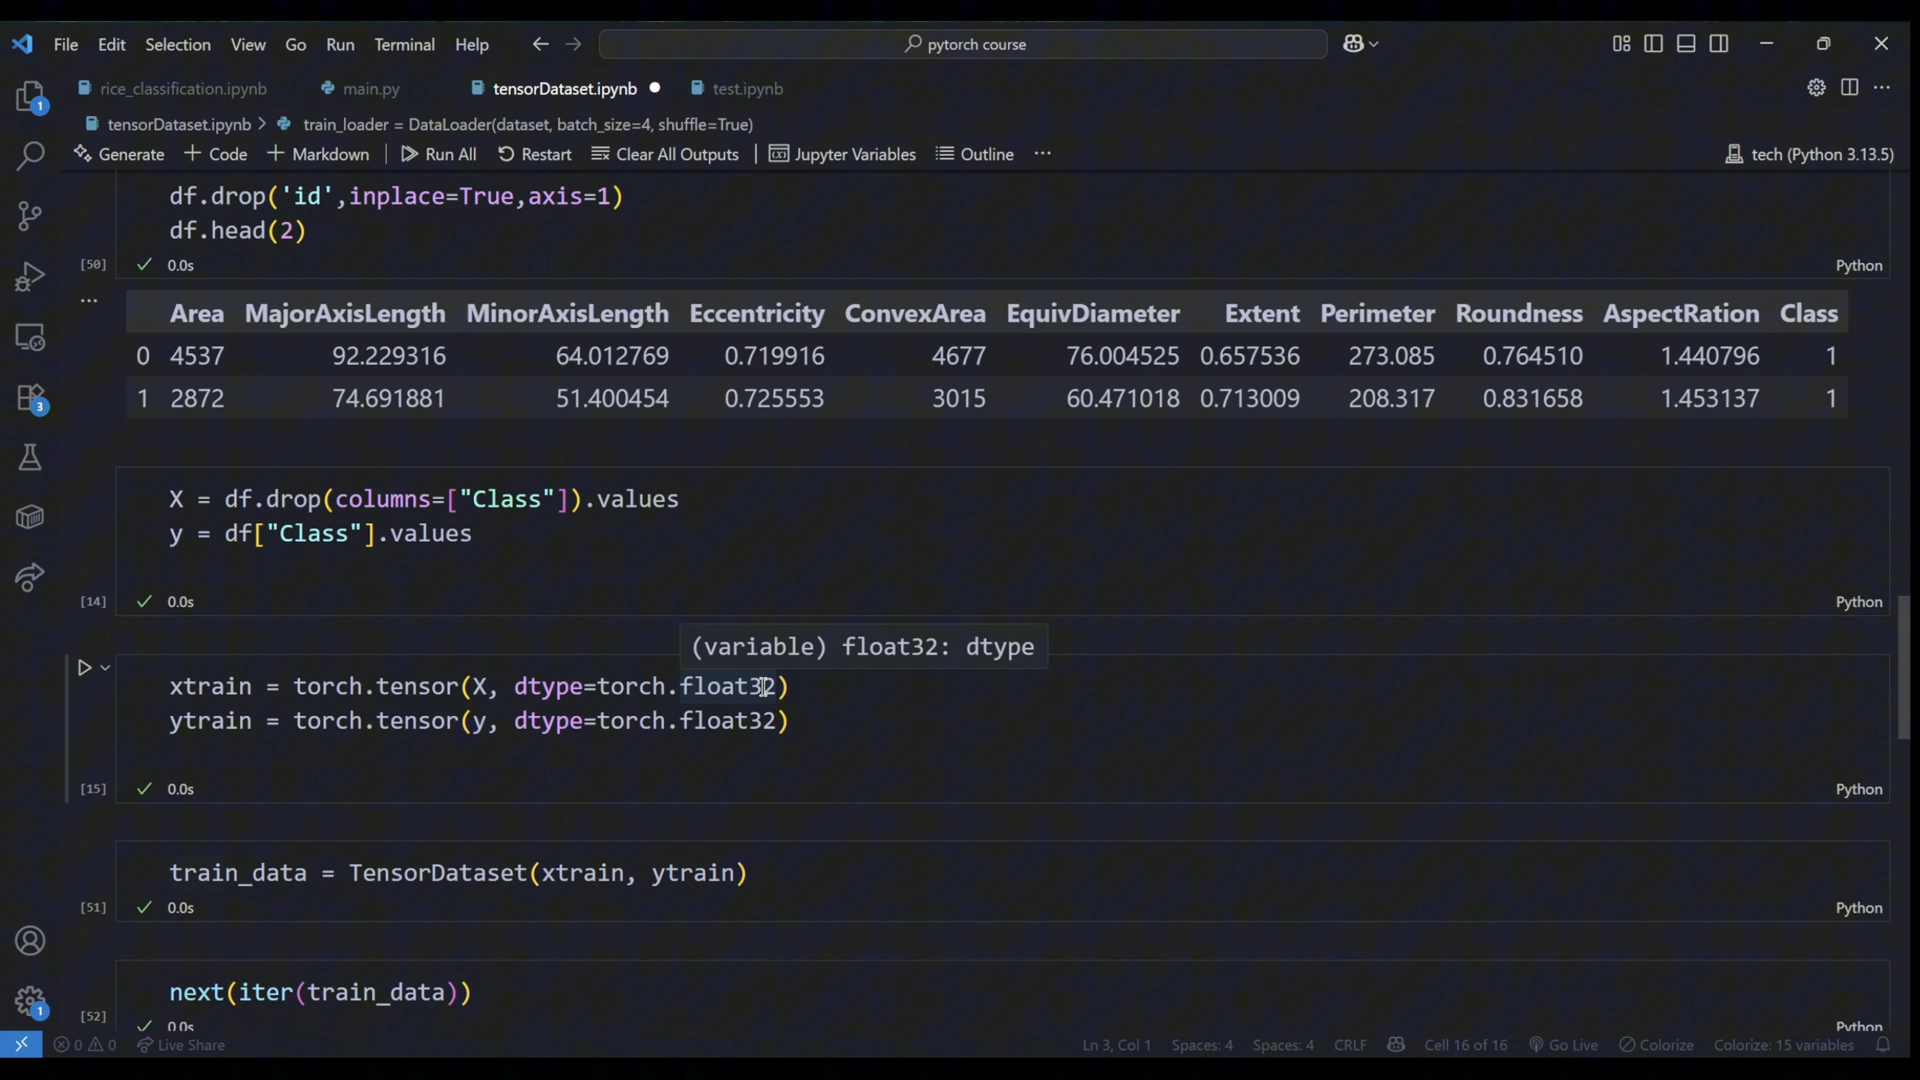 File Edit Selection View Go Run Terminal Help pytorch course
rice_classification.ipynb main.py tensorDataset.ipynb test.ipynb
tensorDataset.ipynb > train_loader = DataLoader(dataset, batch_size=4, shuffle=True)
Generate + Code + Markdown Run All Restart Clear All Outputs Jupyter Variables Outline ... tech (Python 3.13.5)
df.drop('id',inplace=True,axis=1)
df.head(2)
[50] 0.0s Python
... Area MajorAxisLength MinorAxisLength Eccentricity ConvexArea EquivDiameter Extent Perimeter Roundness AspectRation Class
0 4537 92.229316 64.012769 0.719916 4677 76.004525 0.657536 273.085 0.764510 1.440796 1
1 2872 74.691881 51.400454 0.725553 3015 60.471018 0.713009 208.317 0.831658 1.453137 1
X = df.drop(columns=["Class"]).values
y = df["Class"].values
[14] 0.0s Python
(variable) float32: dtype
xtrain = torch.tensor(X, dtype=torch.float32)
ytrain = torch.tensor(y, dtype=torch.float32)
[15] 0.0s Python
train_data = TensorDataset(xtrain, ytrain)
[51] 0.0s Python
next(iter(train_data))
[52] 0.0s Python
1
3
1
0 0 Live Share Ln 3, Col 1 Spaces: 4 Spaces: 4 CRLF Cell 16 of 16 Go Live Colorize Colorize: 15 variables